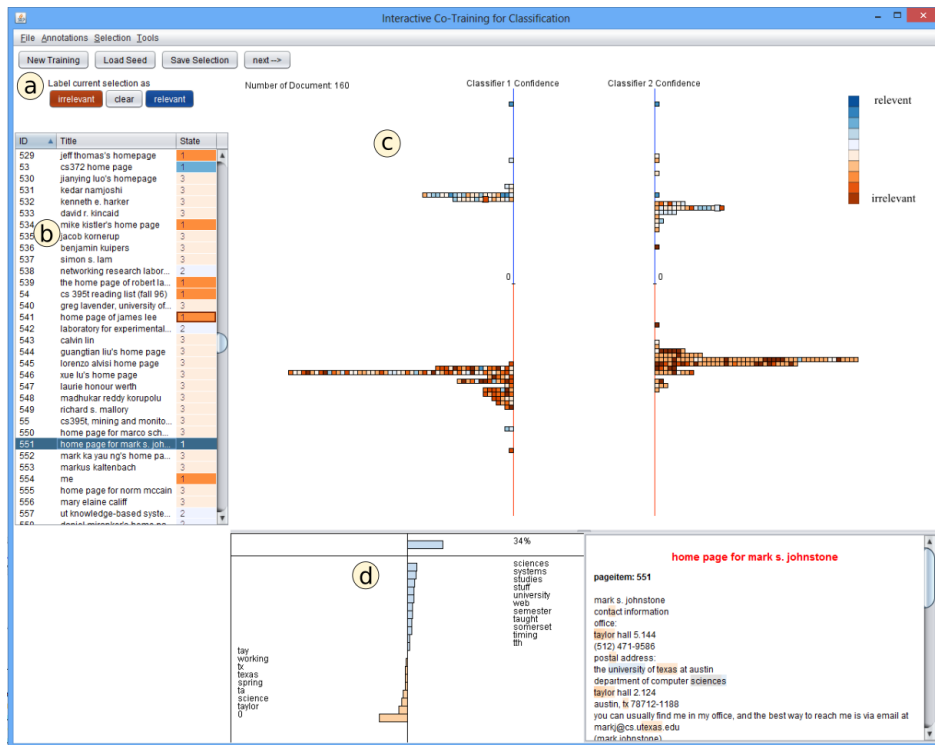 Interactive Co-Training for Classification
File Annotations Selection Tools
New Training Load Seed Save Selection next-->
a
Label current selection as
irrelevant clear relevant
Number of Document: 160
Classifier 1 Confidence
Classifier 2 Confidence
relevent
irrelevant
c
0
0
ID Title State
529 jeff thomas's homepage 1
53 cs372 home page 1
530 jianying luo's homepage 3
531 kedar namjoshi 3
532 kenneth e. harker 3
533 david r. kincaid 3
534 mike kistler's home page 1
535 jacob kornerup 3
b
536 benjamin kuipers 3
537 simon s. lam 3
538 networking research labor... 2
539 the home page of robert la... 1
54 cs 395t reading list (fall 96) 1
540 greg lavender, university of... 3
541 home page of james lee 1
542 laboratory for experimental... 2
543 calvin lin 3
544 guangtian liu's home page 3
545 lorenzo alvisi home page 3
546 xue lu's home page 3
547 laurie honour werth 3
548 madhukar reddy korupolu 3
549 richard s. mallory 3
55 cs395t, mining and monito... 3
550 home page for marco sch... 3
551 home page for mark s. joh... 1
552 mark ka yau ng's home pa... 3
553 markus kaltenbach 3
554 me 1
555 home page for norm mccain 3
556 mary elaine califf 3
557 ut knowledge-based syste... 2
d
34%
sciences
systems
studies
stuff
university
web
semester
taught
somerset
timing
tth
tay
working
tx
texas
spring
ta
science
taylor
0
home page for mark s. johnstone
pageitem: 551
mark s. johnstone
contact information
office:
taylor hall 5.144
(512) 471-9586
postal address:
the university of texas at austin
department of computer sciences
taylor hall 2.124
austin, tx 78712-1188
you can usually find me in my office, and the best way to reach me is via email at
markj@cs.utexas.edu
(mark johnstone)